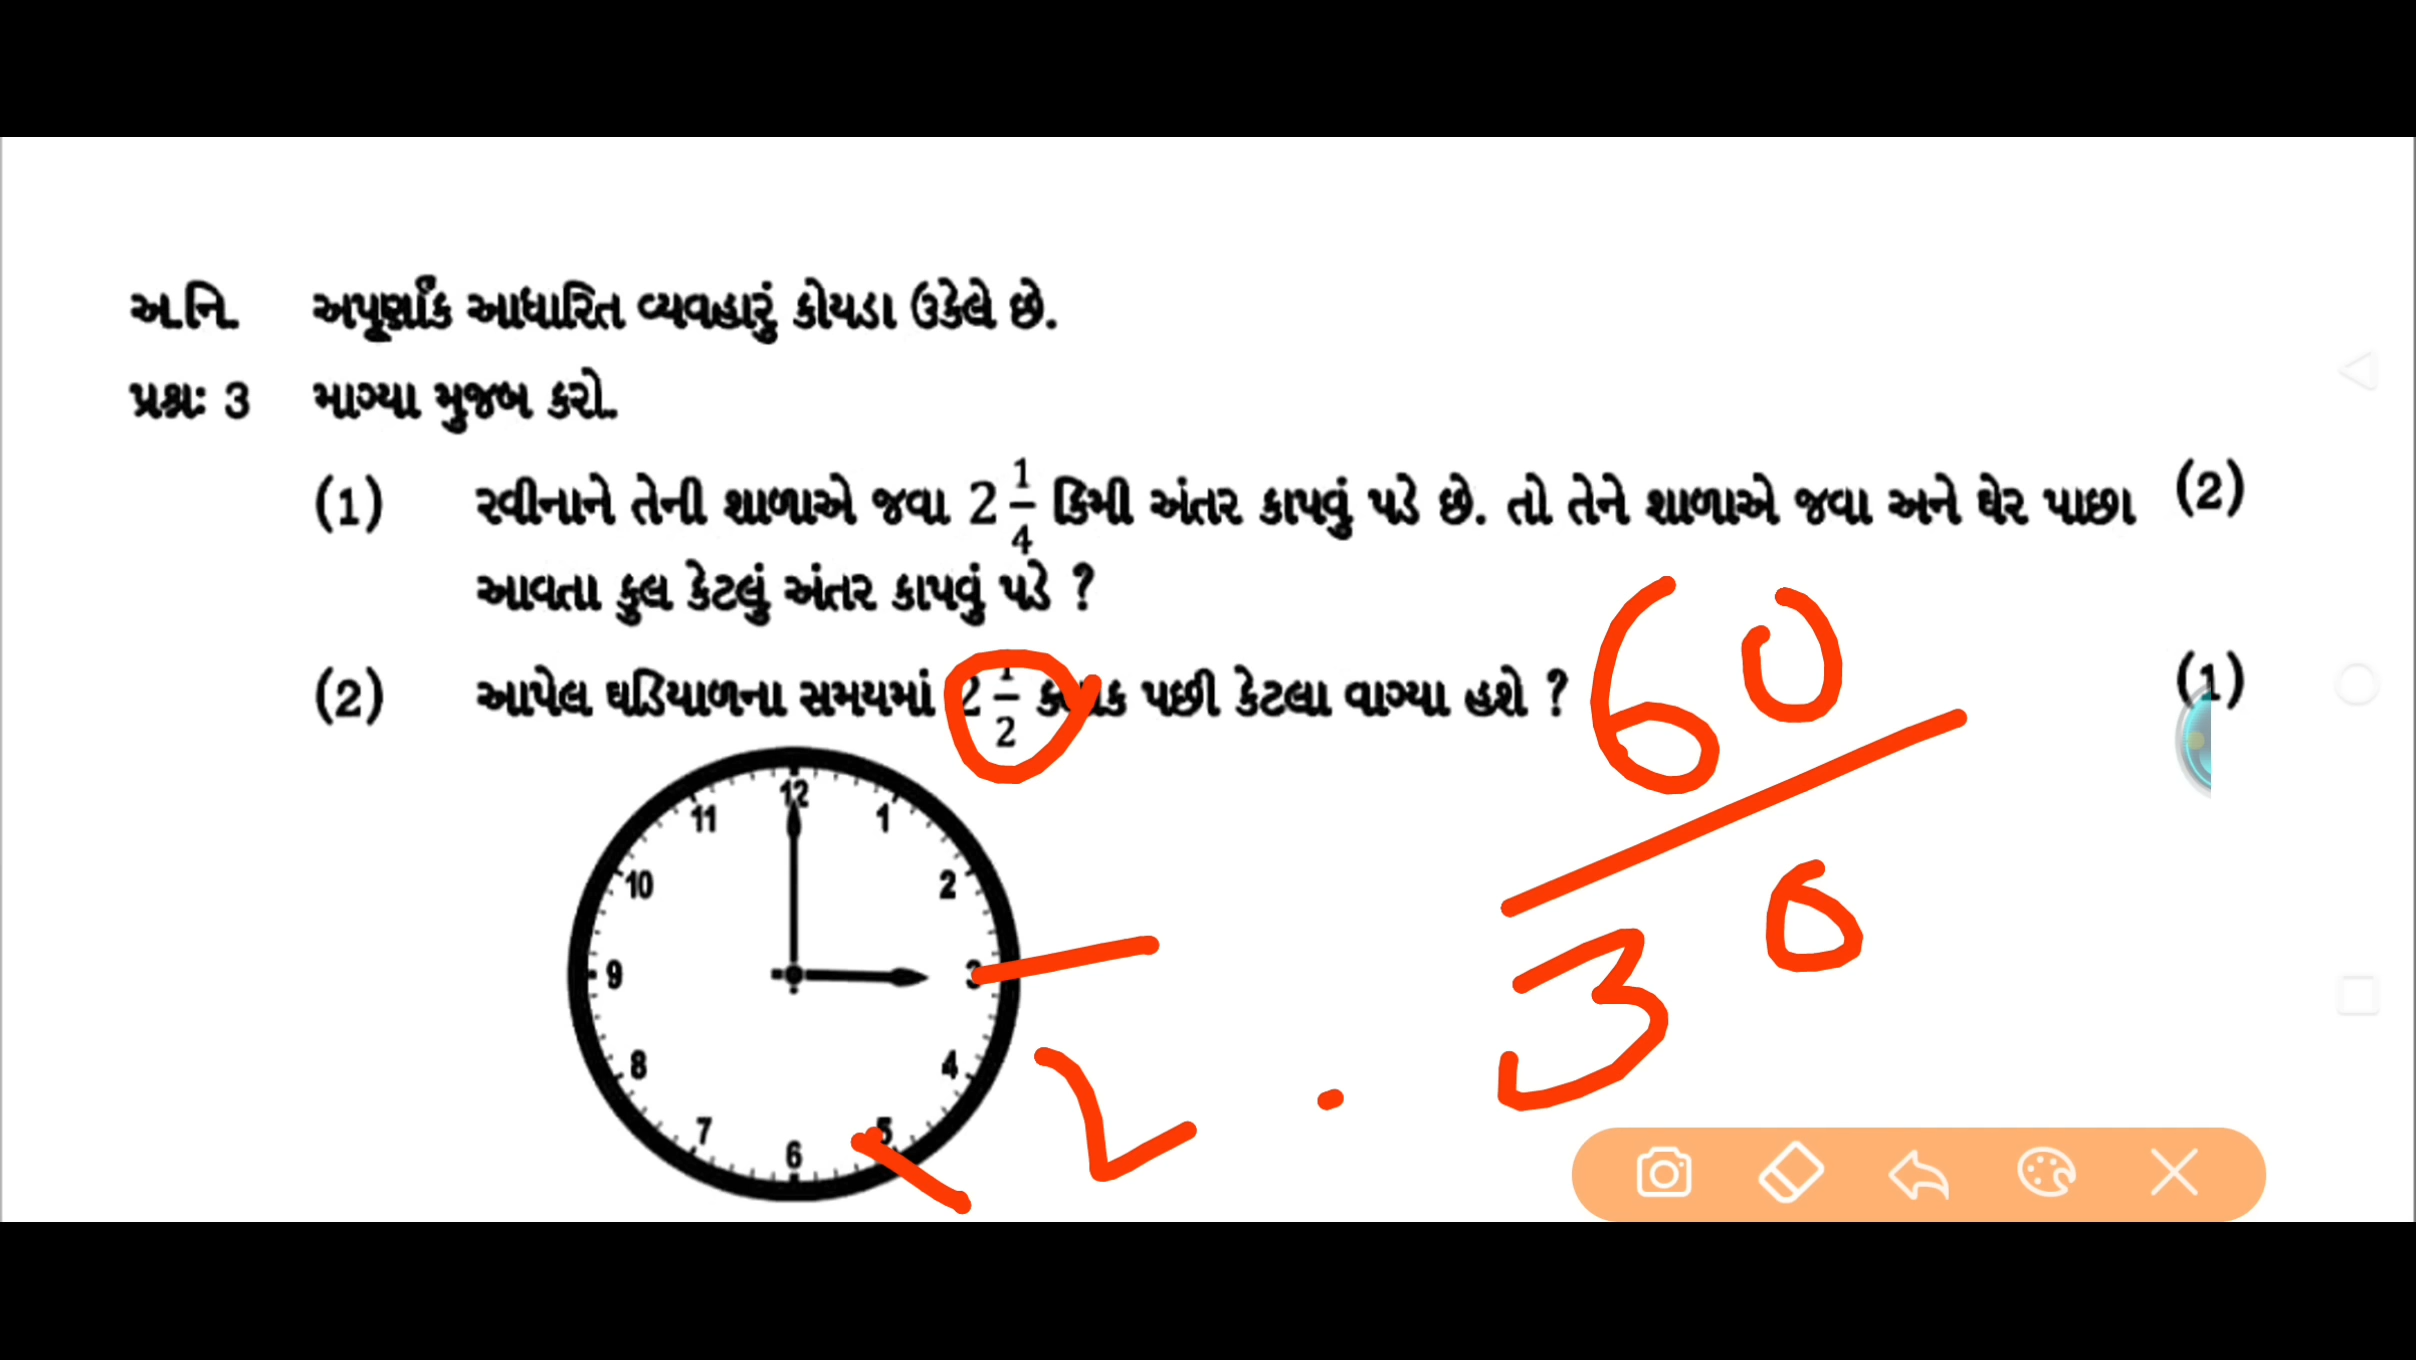 અ.નિ. અપૂર્ણાંક આધારિત વ્યવહારું કોયડા ઉકેલે છે.
પ્રશ્નઃ 3 માગ્યા મુજબ કરો.
(1) રવીનાને તેની શાળાએ જવા 2 1/4 કિમી અંતર કાપવું પડે છે. તો તેને શાળાએ જવા અને ઘેર પાછા (2)
આવતા કુલ કેટલું અંતર કાપવું પડે ?
(2) આપેલ ઘડિયાળના સમયમાં 2 1/2 કલાક પછી કેટલા વાગ્યા હશે ? (1)
60
12
11 1
10 2
9 3
8 4
7 5
6
2 . 30